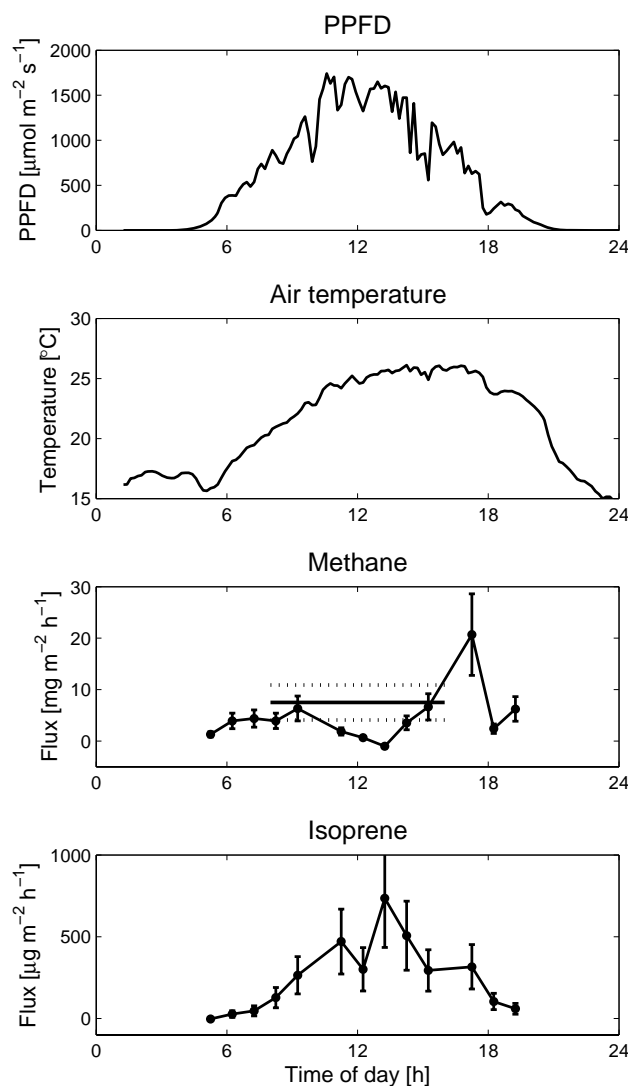 PPFD
2000
1500
1000
500
0
PPFD [μmol m−2 s−1]
0 6 12 18 24
Air temperature
30
25
20
15
Temperature [°C]
0 6 12 18 24
Methane
30
20
10
0
Flux [mg m−2 h−1]
0 6 12 18 24
Isoprene
1000
500
0
Flux [μg m−2 h−1]
0 6 12 18 24
Time of day [h]